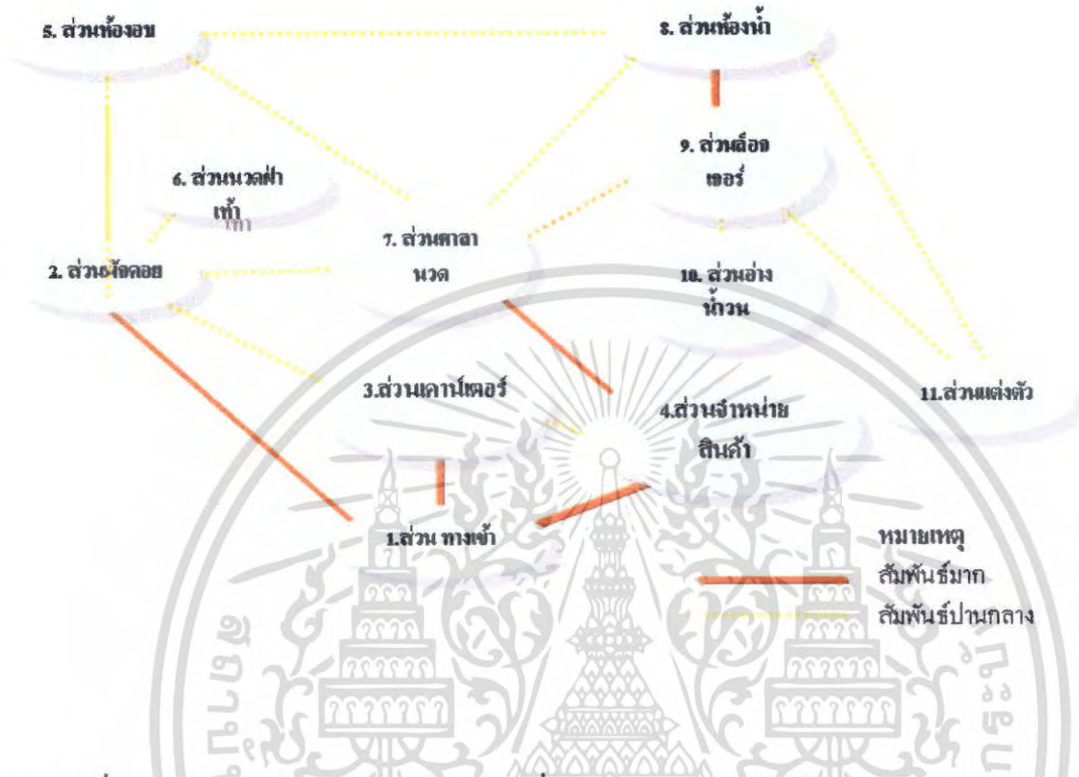 5. ส่วนห้องอบ
8. ส่วนห้องน้ำ
9. ส่วนล็อค
เซอร์
6. ส่วนนวดฝ่า
เท้า
7. ส่วนศาลา
นวด
2. ส่วนพักคอย
10. ส่วนอ่าง
น้ำวน
3.ส่วนเคาน์เตอร์
4.ส่วนจำหน่าย
สินค้า
11.ส่วนแต่งตัว
1.ส่วน ทางเข้า
หมายเหตุ
สัมพันธ์มาก
สัมพันธ์ปานกลาง